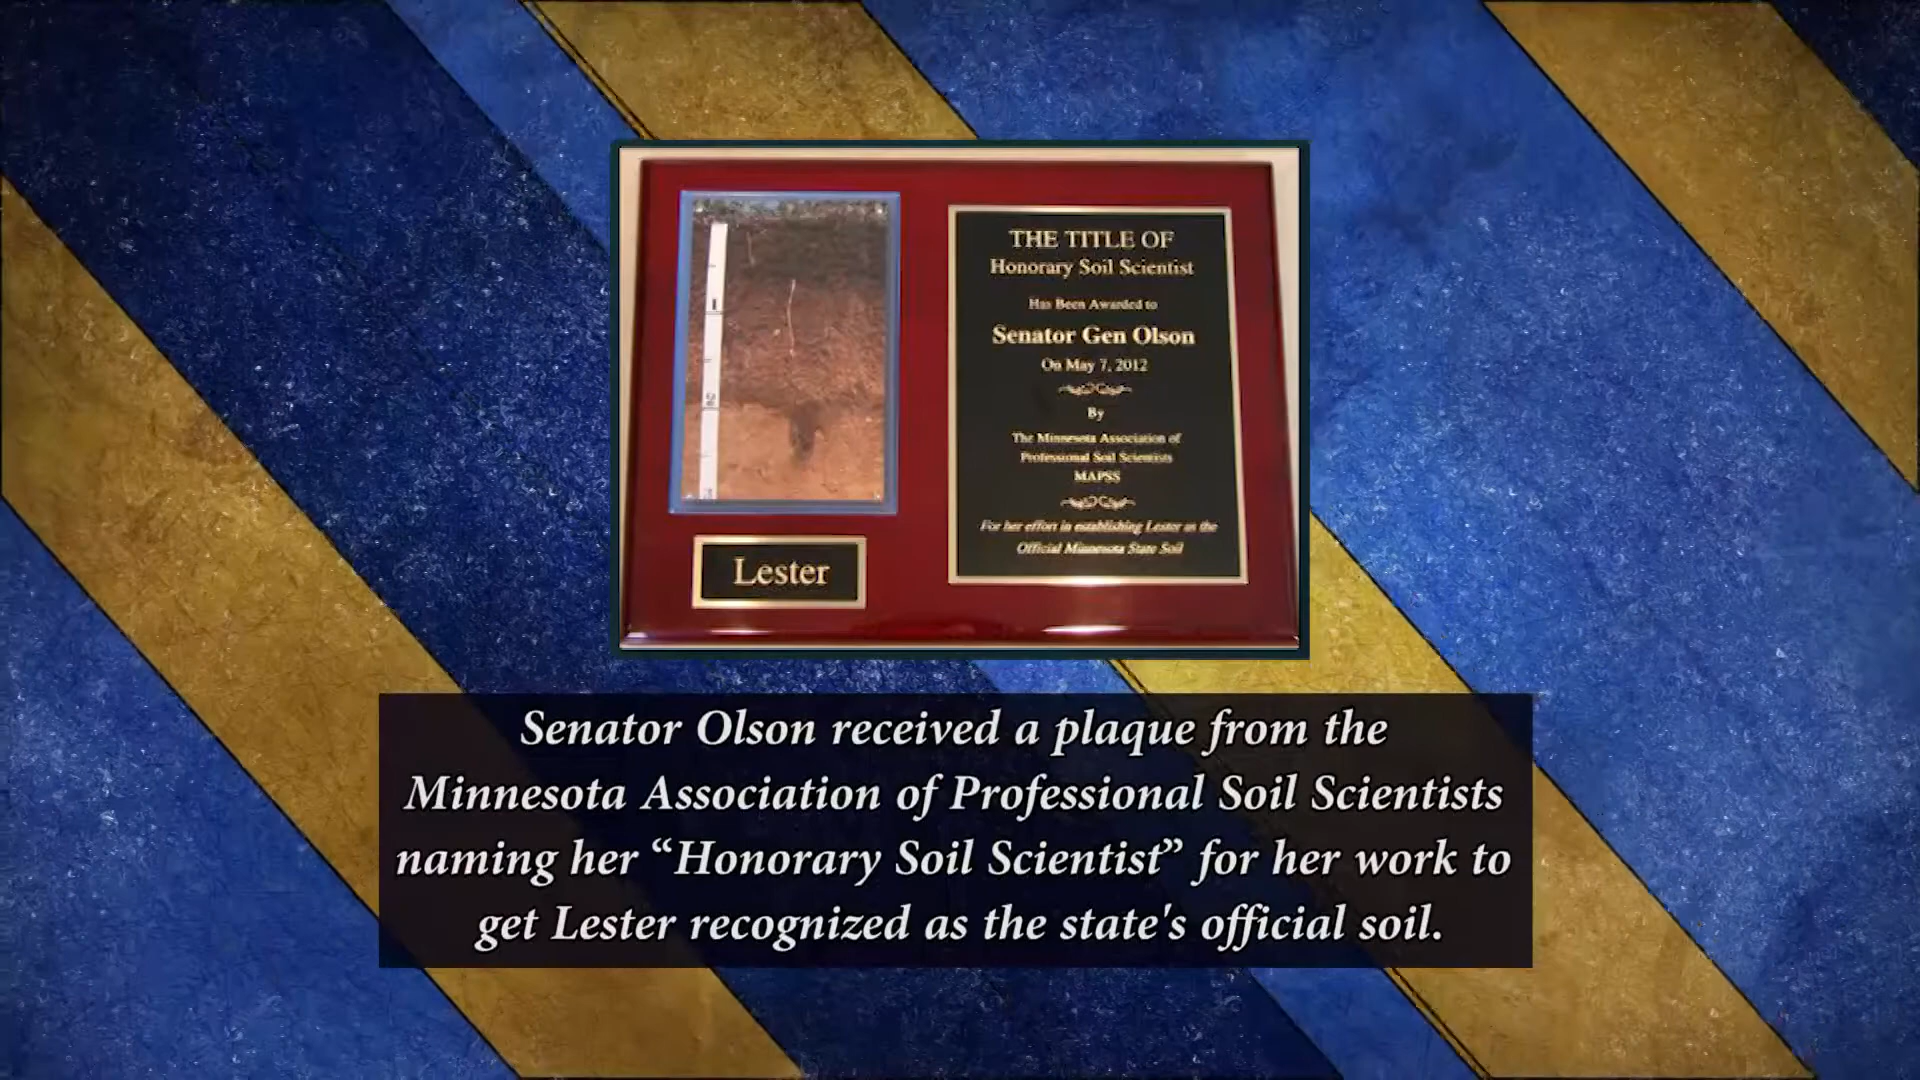 THE TITLE OF
Honorary Soil Scientist
Has Been Awarded to
Senator Gen Olson
On May 7, 2012
By
The Minnesota Association of
Professional Soil Scientists
MAPSS
For her effort in establishing Lester as the
Official Minnesota State Soil
Lester
Senator Olson received a plaque from the
Minnesota Association of Professional Soil Scientists
naming her “Honorary Soil Scientist” for her work to
get Lester recognized as the state's official soil.